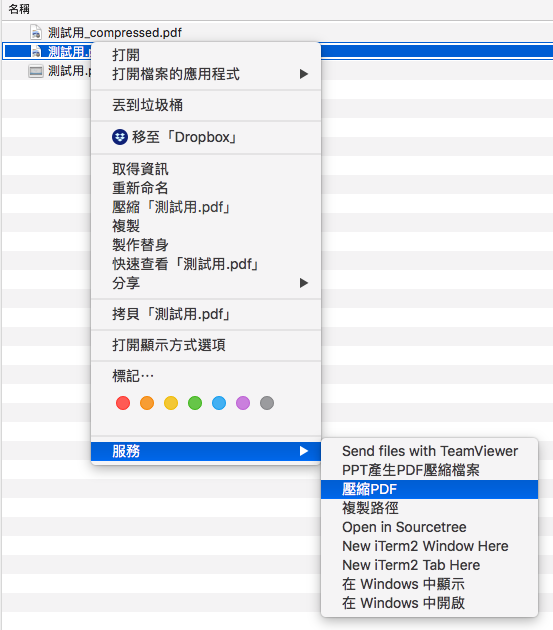 名稱
測試用_compressed.pdf
測試用.p
測試用.p
打開
打開檔案的應用程式
丟到垃圾桶
移至「Dropbox」
取得資訊
重新命名
壓縮「測試用.pdf」
複製
製作替身
快速查看「測試用.pdf」
分享
拷貝「測試用.pdf」
打開顯示方式選項
標記⋯
服務
Send files with TeamViewer
PPT產生PDF壓縮檔案
壓縮PDF
複製路徑
Open in Sourcetree
New iTerm2 Window Here
New iTerm2 Tab Here
在 Windows 中顯示
在 Windows 中開啟